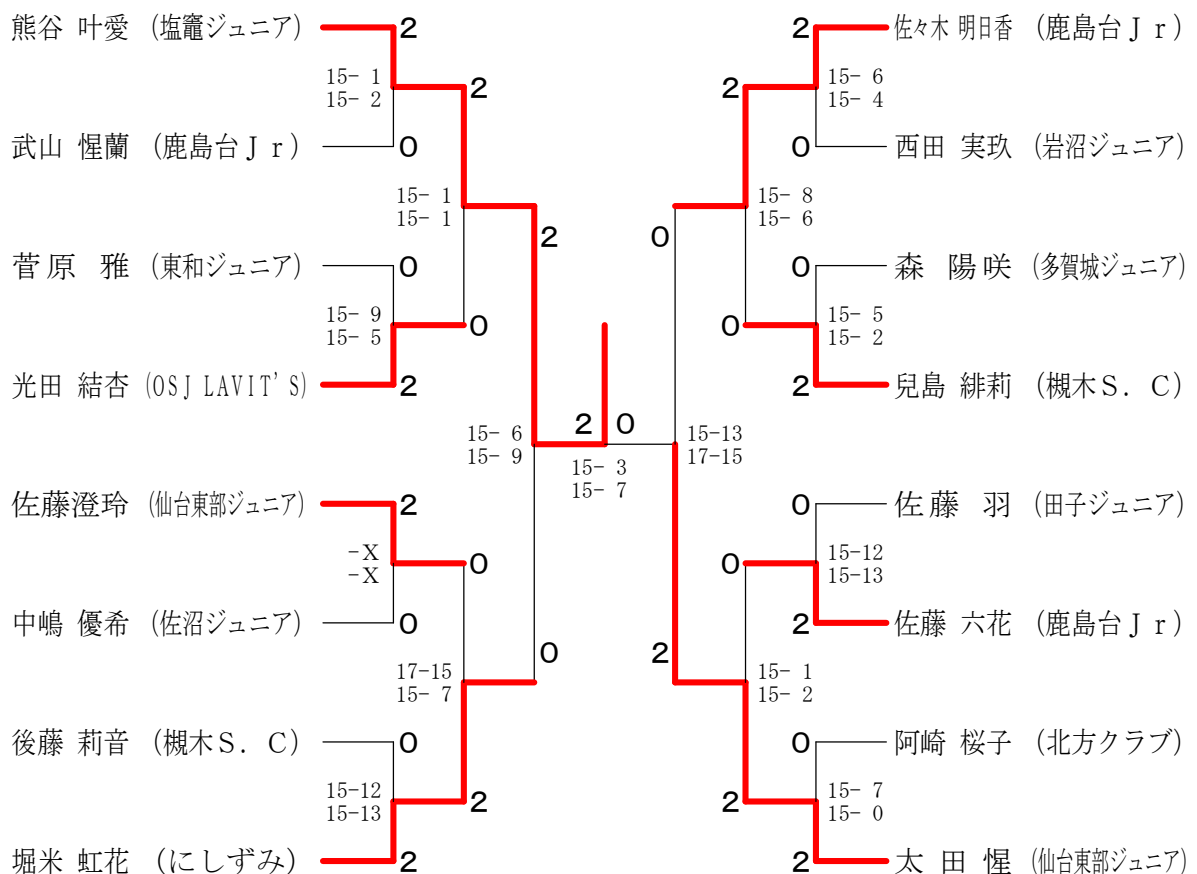 熊谷 叶愛 (塩竈ジュニア) 2
15- 1
15- 2
2
武山 惺蘭 (鹿島台Ｊｒ) 0
15- 1
15- 1
2
菅原 雅 (東和ジュニア) 0
15- 9
15- 5
0
光田 結杏 (OSJ LAVIT'S) 2
15- 6
15- 9
佐藤澄玲 (仙台東部ジュニア) 2
-X
-X
0
中嶋 優希 (佐沼ジュニア) 0
17-15
15- 7
0
後藤 莉音 (槻木Ｓ．Ｃ) 0
15-12
15-13
2
堀米 虹花 (にしずみ) 2
2 0
15- 3
15- 7
2 佐々木 明日香 (鹿島台Ｊｒ)
2
15- 6
15- 4
0 西田 実玖 (岩沼ジュニア)
15- 8
15- 6
0
0 森 陽咲 (多賀城ジュニア)
0
15- 5
15- 2
2 兒島 緋莉 (槻木Ｓ．Ｃ)
15-13
17-15
0 佐藤 羽 (田子ジュニア)
0
15-12
15-13
2 佐藤 六花 (鹿島台Ｊｒ)
2
15- 1
15- 2
0 阿崎 桜子 (北方クラブ)
2
15- 7
15- 0
2 太田惺 (仙台東部ジュニア)